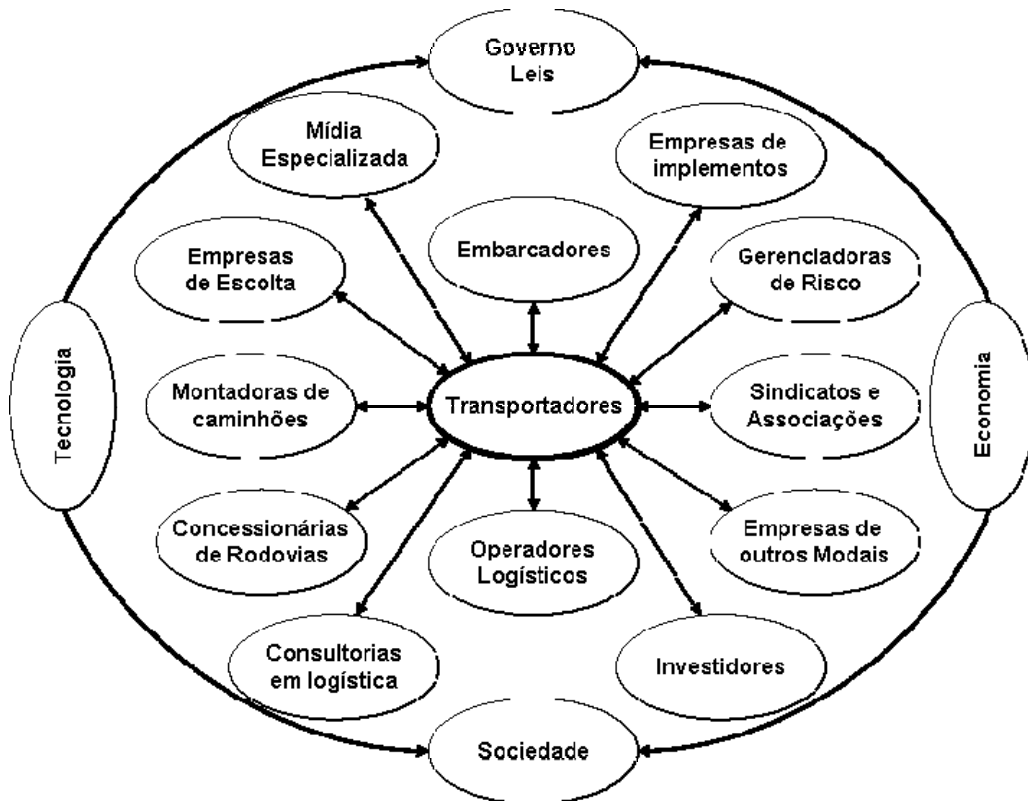 Governo
Leis
Mídia
Especializada
Empresas de
implementos
Embarcadores
Empresas
de Escolta
Gerenciadoras
de Risco
Tecnologia
Montadoras de
caminhões
Transportadores
Sindicatos e
Associações
Economia
Concessionárias
de Rodovias
Operadores
Logísticos
Empresas de
outros Modais
Consultorias
em logística
Investidores
Sociedade